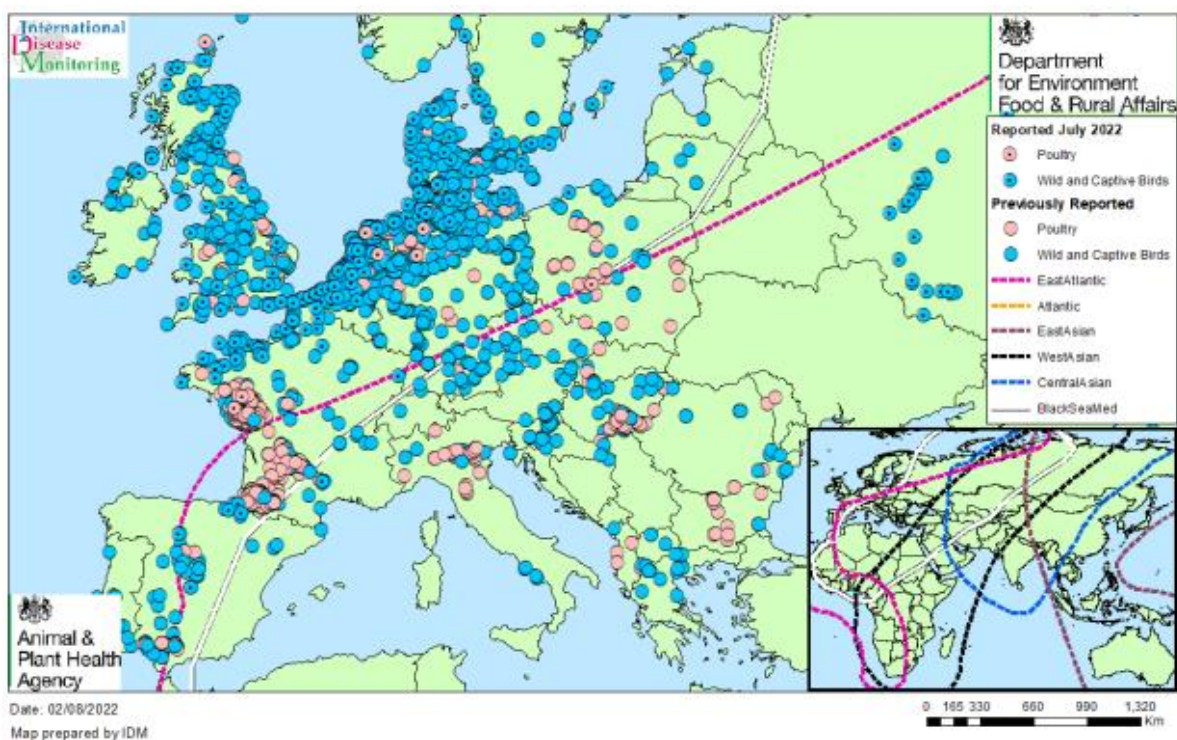 International
Disease
Monitoring
Department
for Environment
Food & Rural Affairs
Reported July 2022
Poultry
Wild and Captive Birds
Previously Reported
Poultry
Wild and Captive Birds
EastAtlantic
Atlantic
EastAsian
WestAsian
CentralAsian
BlackSeaMed
Animal &
Plant Health
Agency
Date: 02/08/2022
Map prepared by IDM
0 165 330 660 990 1,320
Km